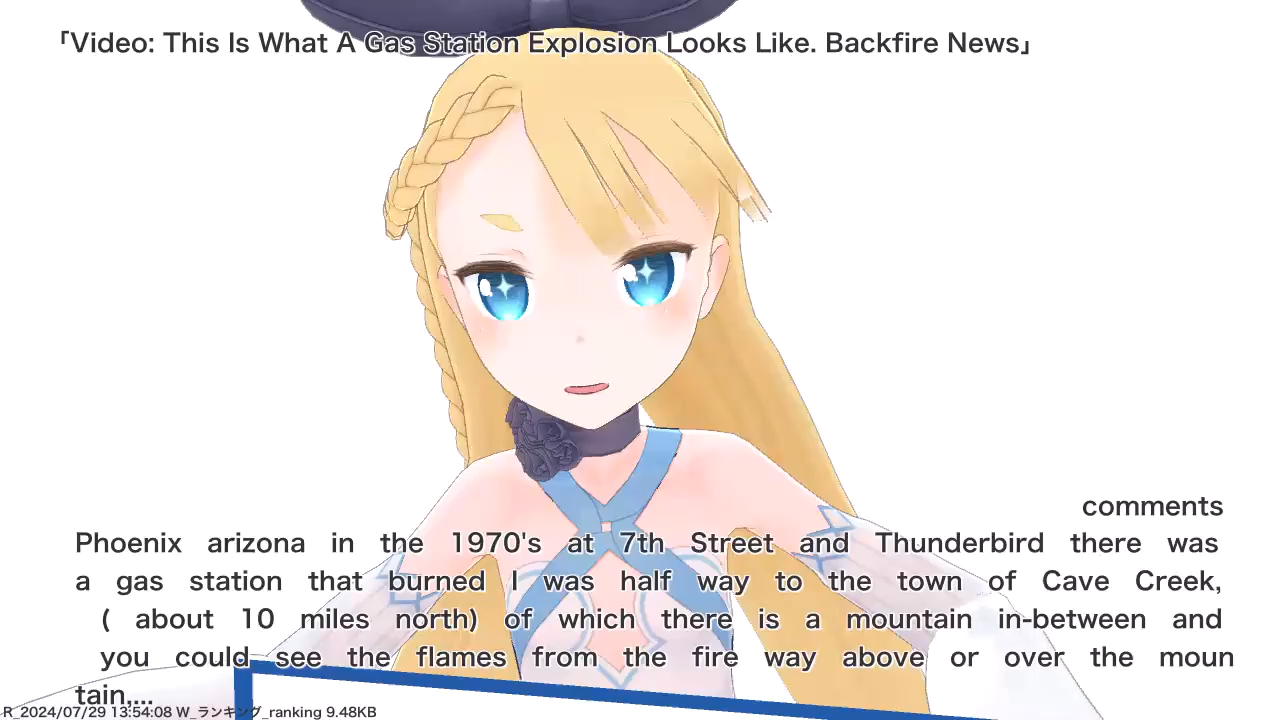 「Video: This Is What A Gas Station Explosion Looks Like. Backfire News」
comments
Phoenix arizona in the 1970's at 7th Street and Thunderbird there was
a gas station that burned I was half way to the town of Cave Creek,
( about 10 miles north) of which there is a mountain in-between and
you could see the flames from the fire way above or over the moun
tain,...
R_2024/07/29 13:54:08 W_ランキング_ranking 9.48KB